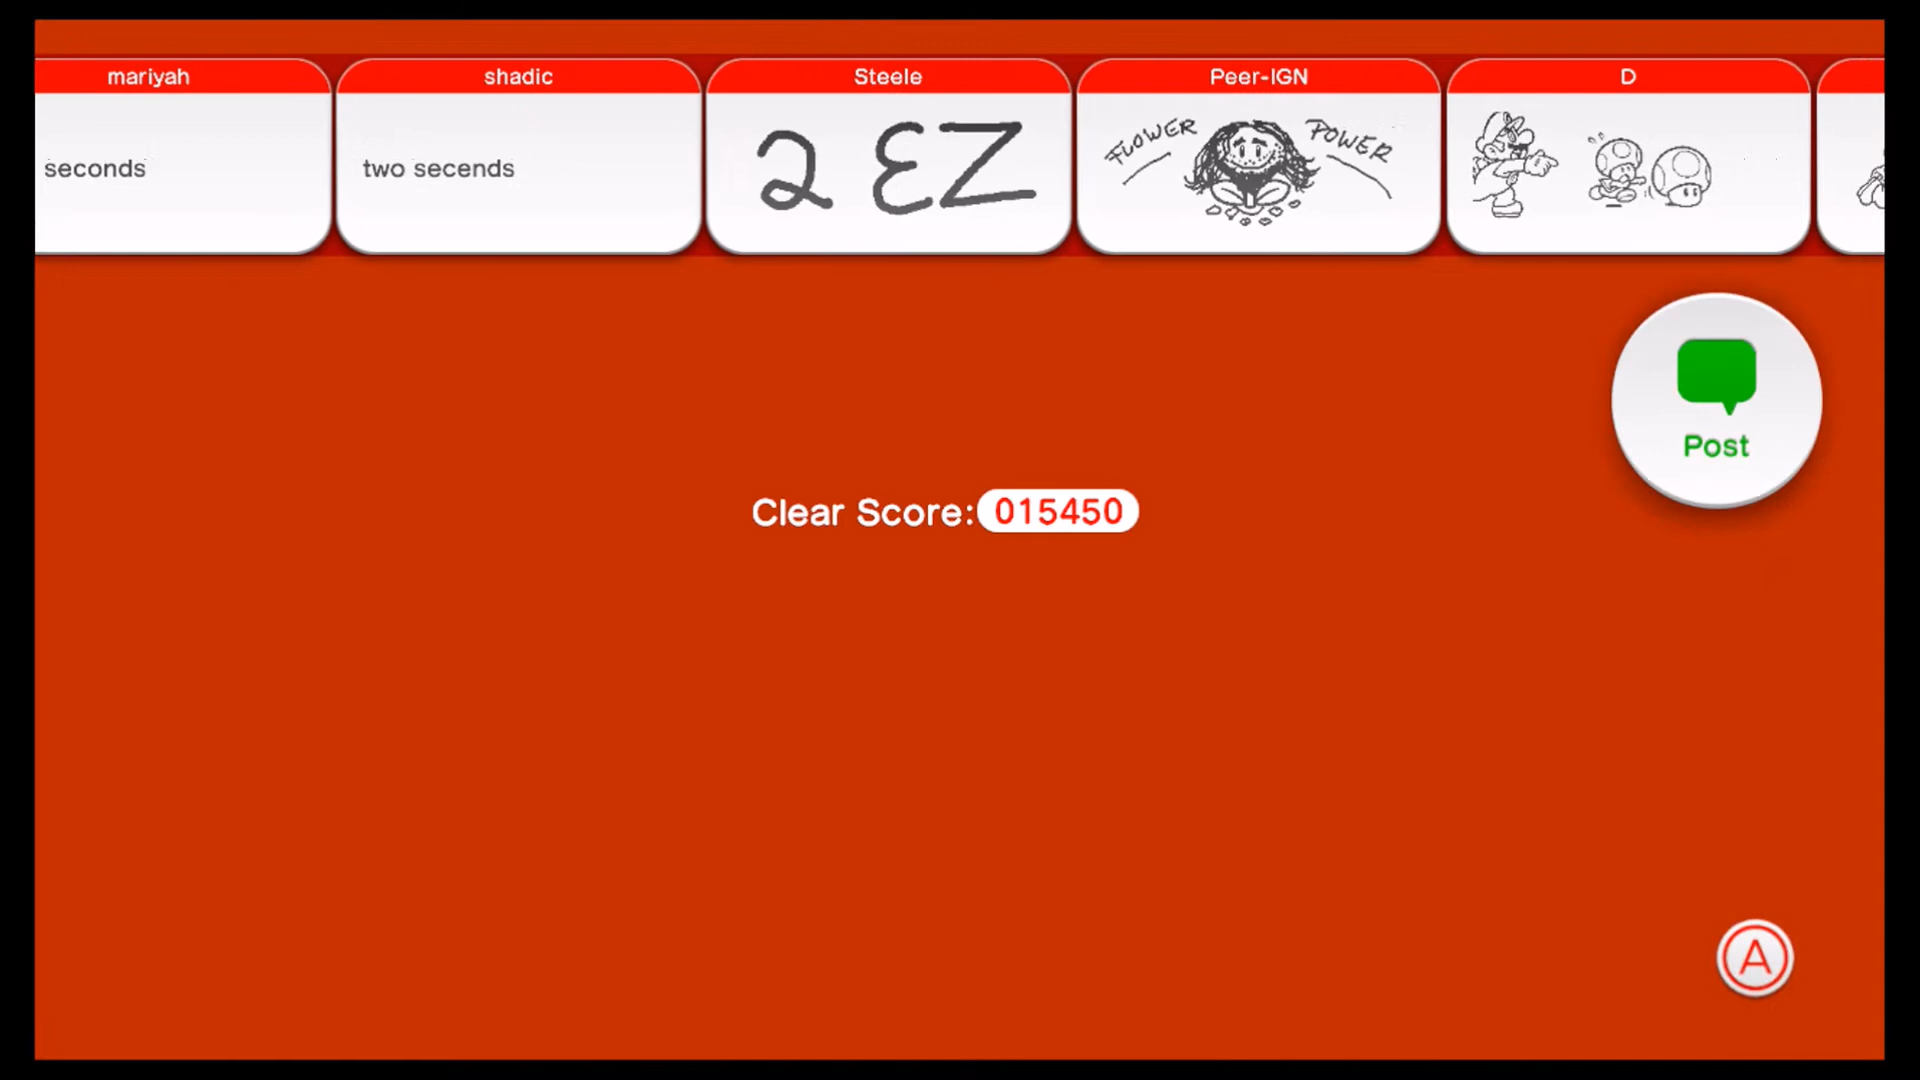 mariyah
seconds
shadic
two secends
Steele
2 EZ
Peer-IGN
FLOWER POWER
D
Post
Clear Score: 015450
A